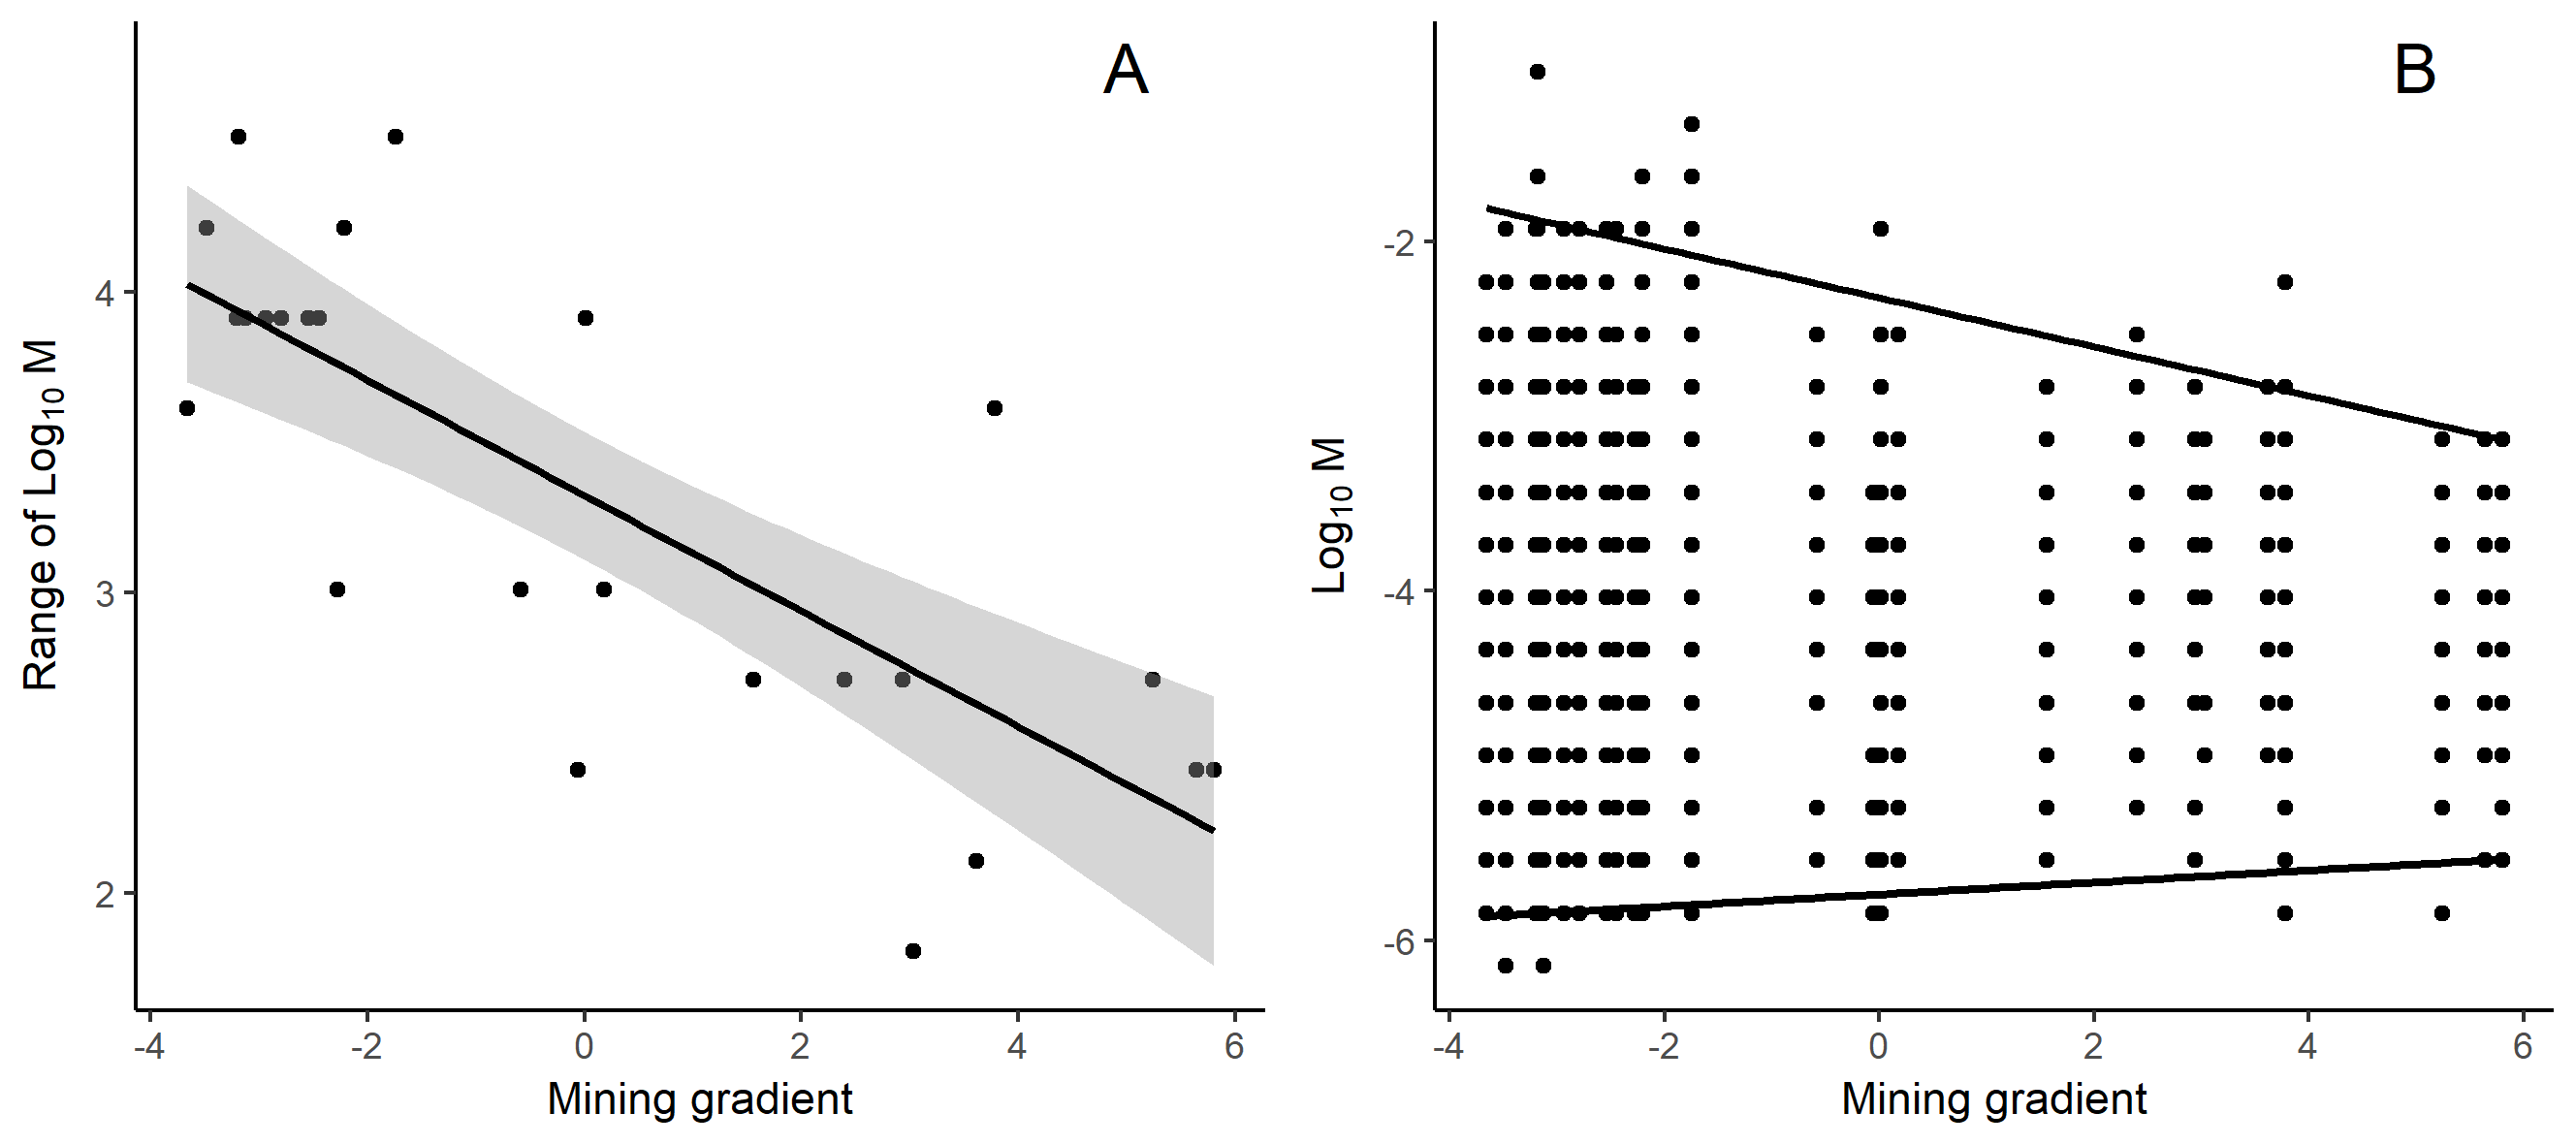 A
Range of Log10 M
4
3
2
-4 -2 0 2 4 6
Mining gradient
B
Log10 M
-2
-4
-6
-4 -2 0 2 4 6
Mining gradient